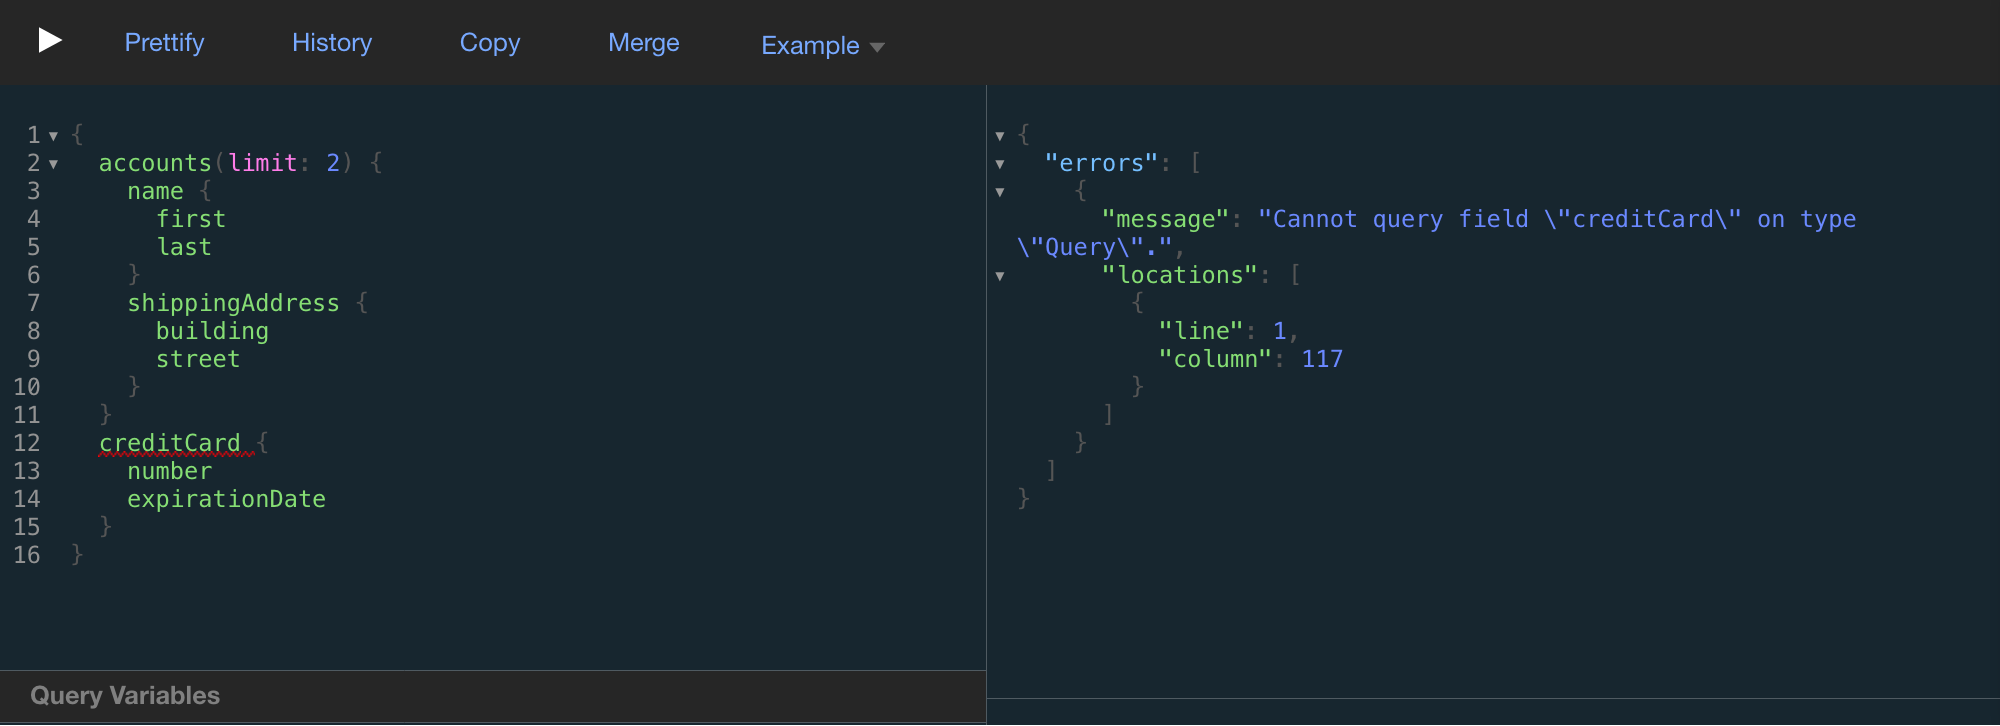 Prettify History Copy Merge Example
1 {
2 accounts(limit: 2) {
3 name {
4 first
5 last
6 }
7 shippingAddress {
8 building
9 street
10 }
11 }
12 creditCard {
13 number
14 expirationDate
15 }
16 }
Query Variables
{
"errors": [
{
"message": "Cannot query field \"creditCard\" on type
\"Query\".",
"locations": [
{
"line": 1,
"column": 117
}
]
}
]
}